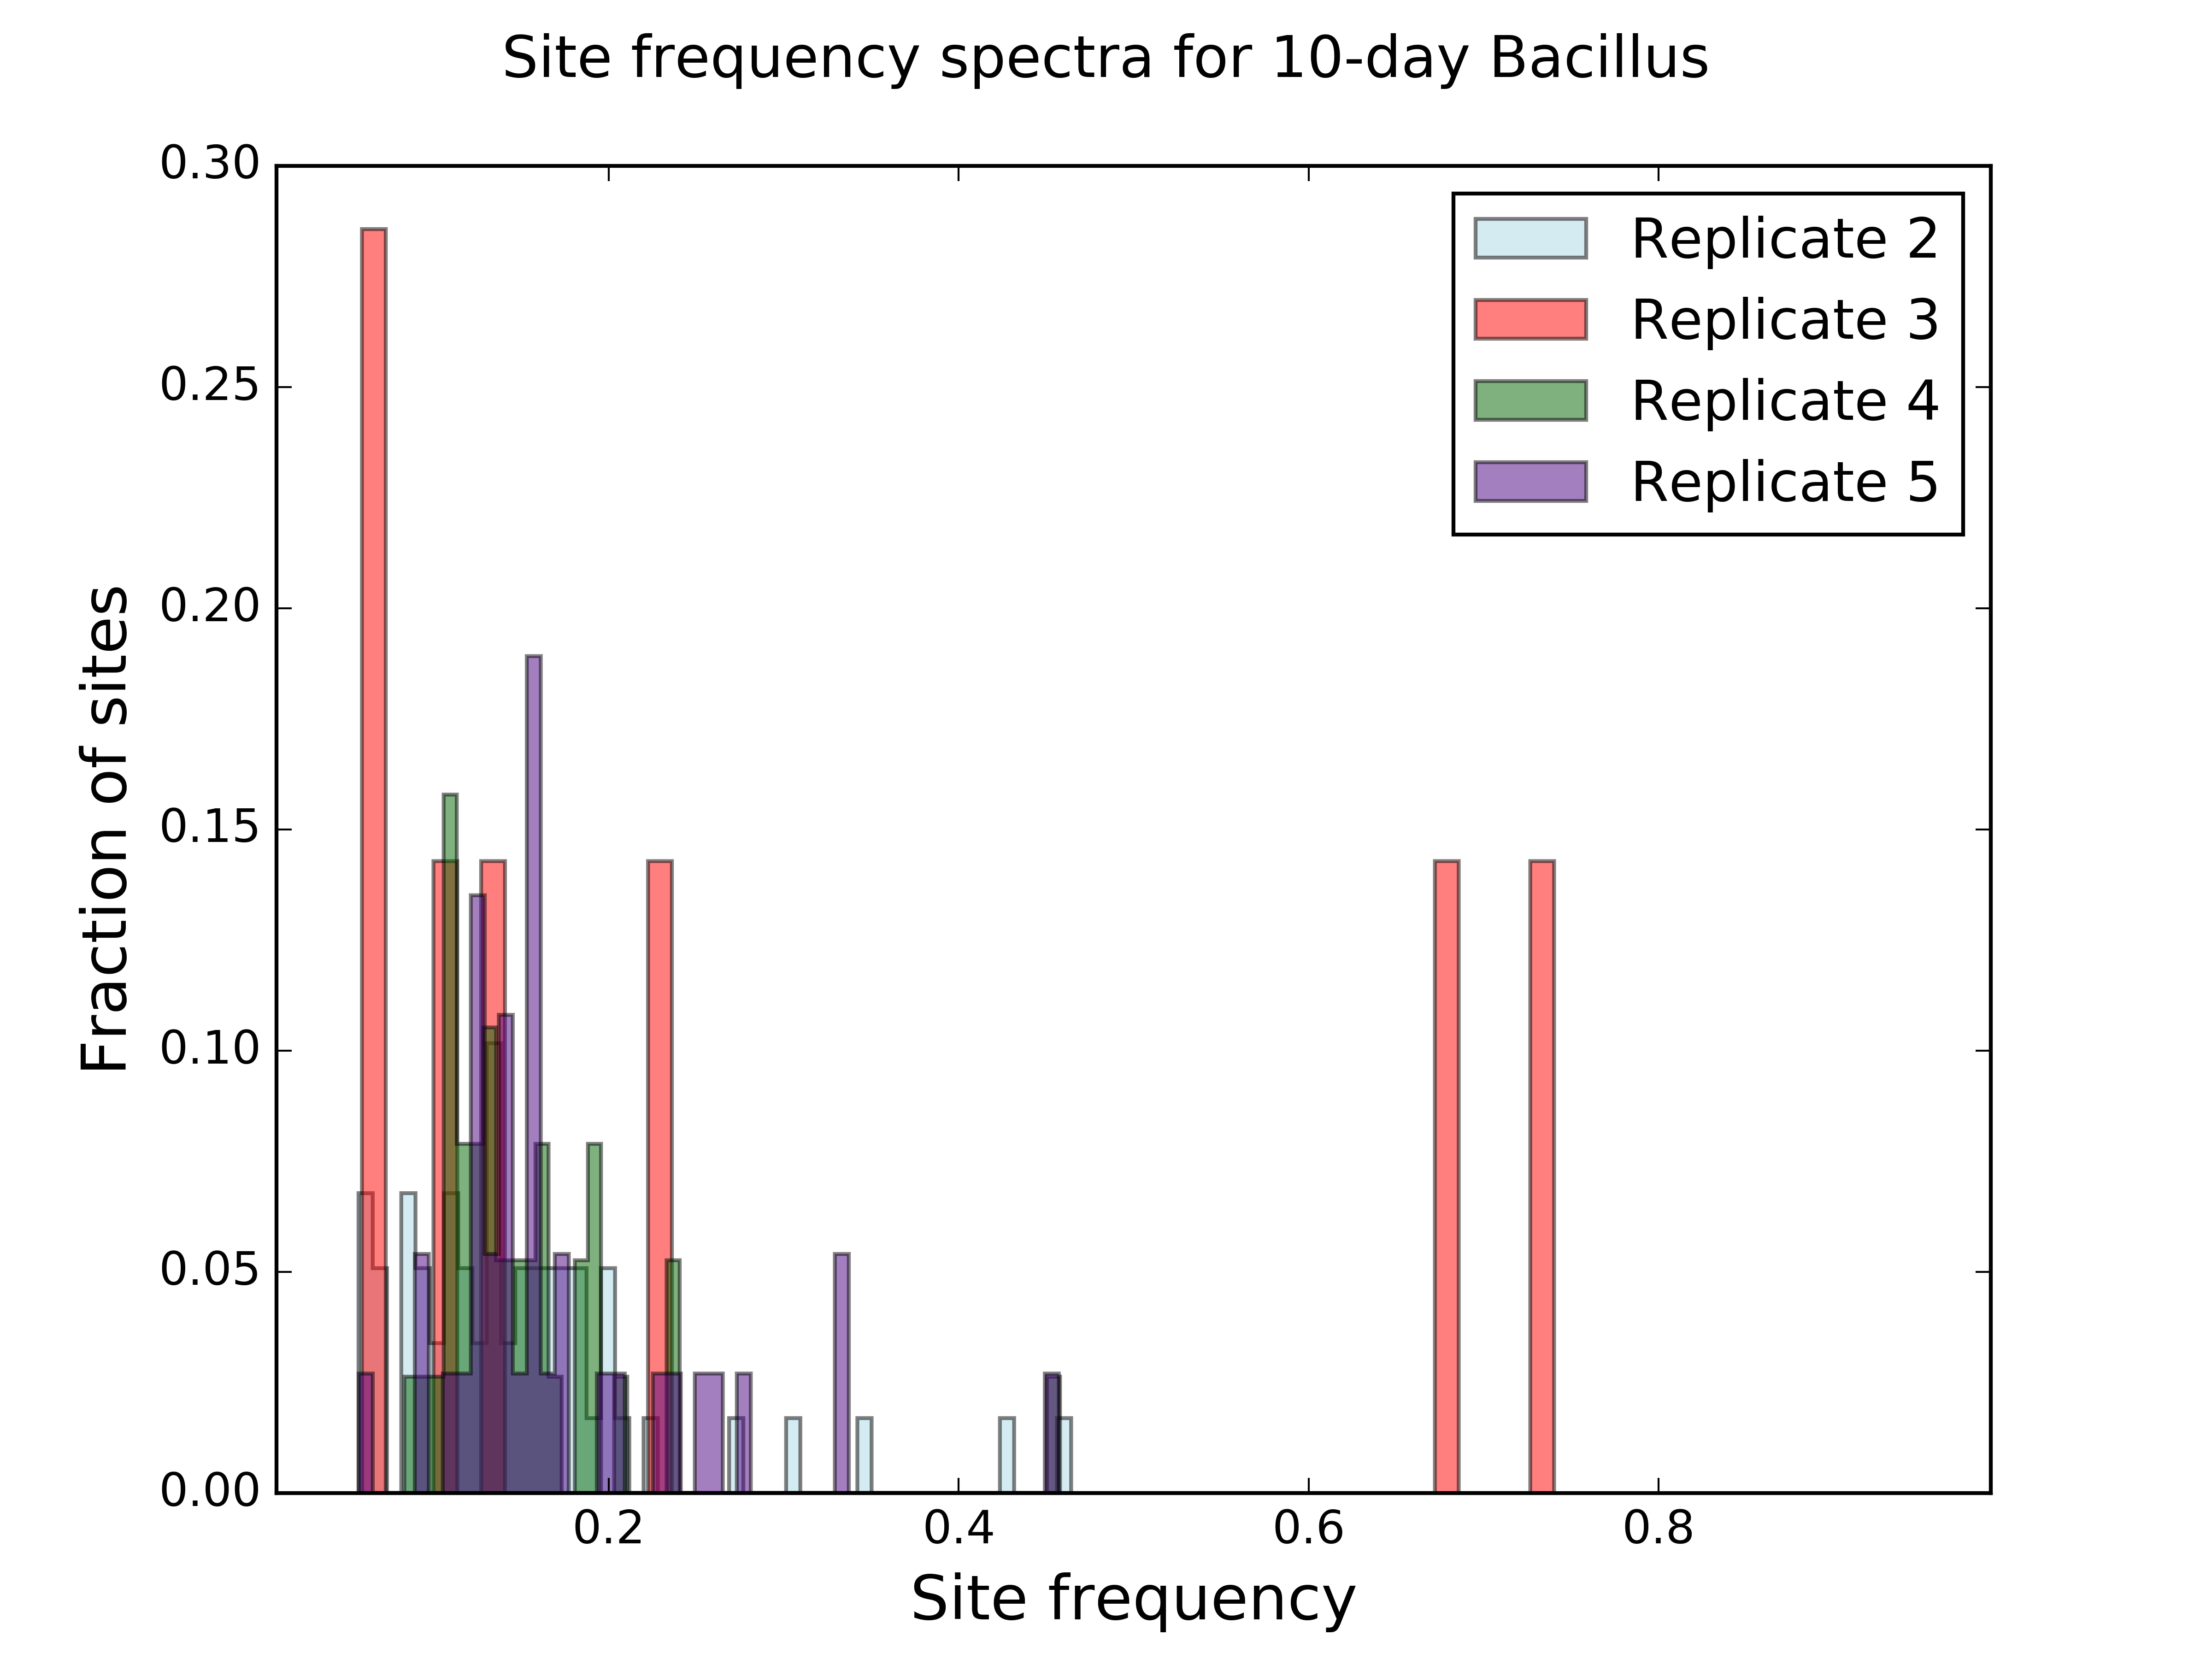 Site frequency spectra for 10-day Bacillus
0.30
0.25
0.20
0.15
0.10
0.05
0.00
Fraction of sites
Replicate 2
Replicate 3
Replicate 4
Replicate 5
0.2 0.4 0.6 0.8
Site frequency